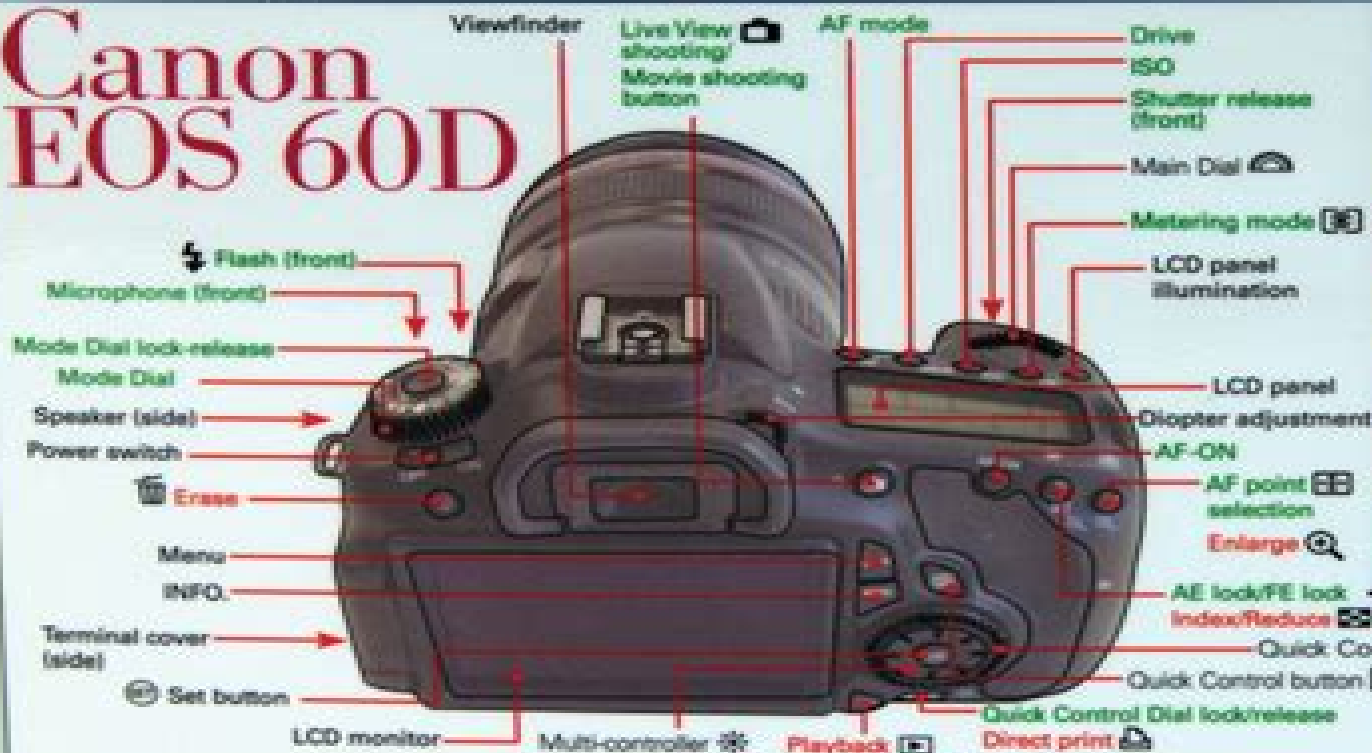 Canon
EOS 60D
Viewfinder
Live View
shooting/
Movie shooting
button
AF mode
Drive
ISO
Shutter release
(front)
Main Dial
Metering mode
LCD panel
illumination
Flash (front)
Microphone (front)
Mode Dial lock-release
Mode Dial
Speaker (side)
Power switch
Erase
Menu
INFO.
Terminal cover
(side)
SET Set button
LCD monitor
Multi-controller
Playback
LCD panel
Diopter adjustment
AF-ON
AF point
selection
Enlarge
AE lock/FE lock
Index/Reduce
Quick Co
Quick Control button
Quick Control Dial lock/release
Direct print